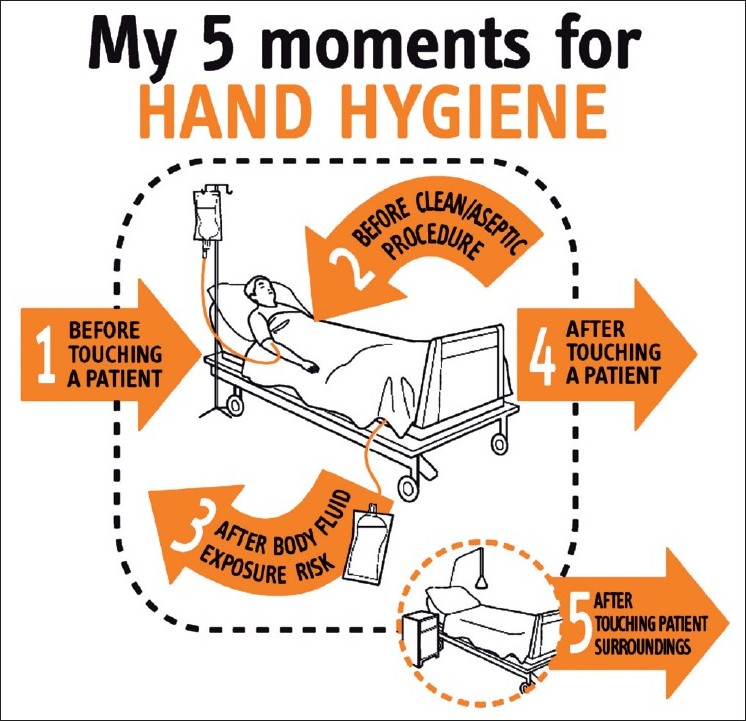 My 5 moments for
HAND HYGIENE
1
BEFORE
TOUCHING
A PATIENT
2
BEFORE CLEAN/ASEPTIC
PROCEDURE
3
AFTER BODY FLUID
EXPOSURE RISK
4
AFTER
TOUCHING
A PATIENT
5
AFTER
TOUCHING PATIENT
SURROUNDINGS